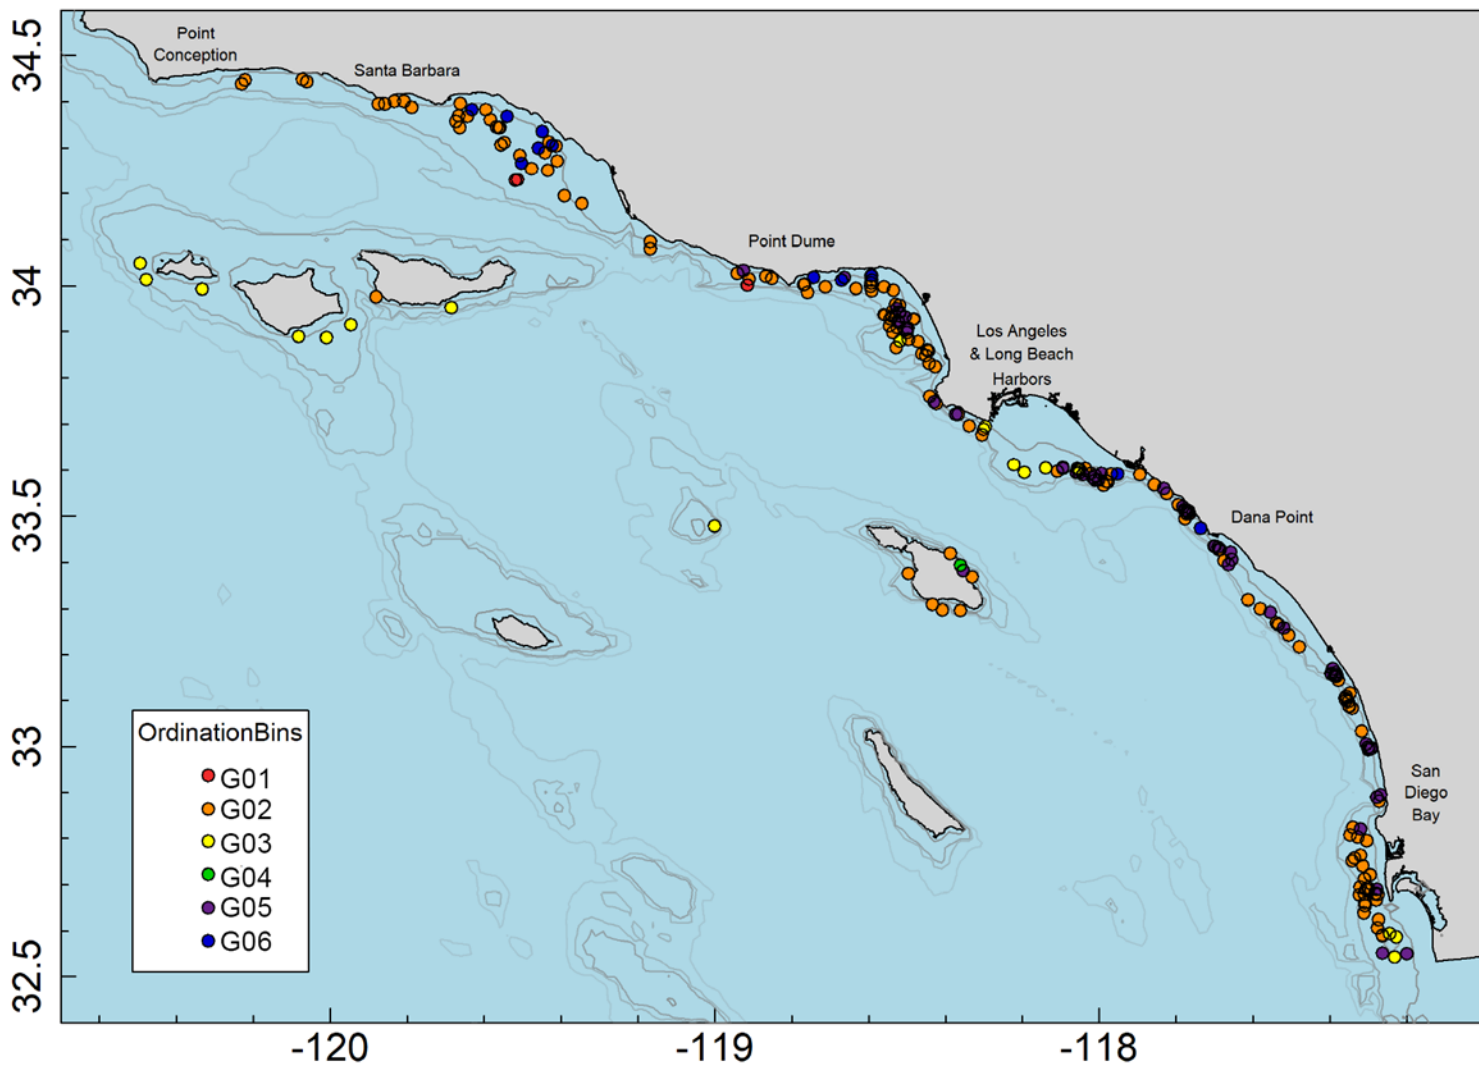 34.5
34
33.5
33
32.5
Point
Conception
Santa Barbara
Point Dume
Los Angeles
& Long Beach
Harbors
Dana Point
San
Diego
Bay
OrdinationBins
G01
G02
G03
G04
G05
G06
-120
-119
-118